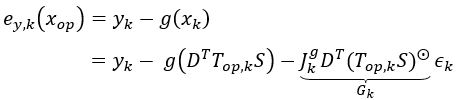 e_{y,k}(x_{op}) = y_k − g(x_k)
= y_k − g(D^T T_{op,k} S) − J_k^g D^T (T_{op,k} S)^⊙ ϵ_k
G_k